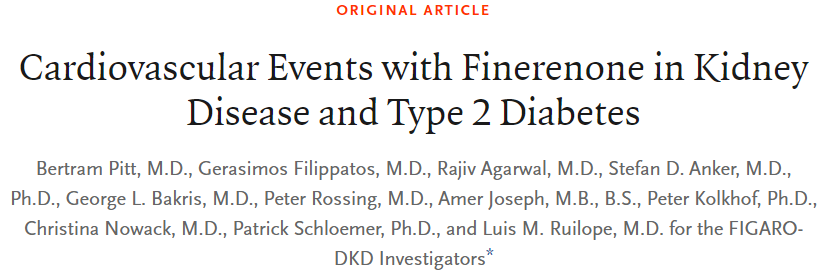 ORIGINAL ARTICLE
Cardiovascular Events with Finerenone in Kidney
Disease and Type 2 Diabetes
Bertram Pitt, M.D., Gerasimos Filippatos, M.D., Rajiv Agarwal, M.D., Stefan D. Anker, M.D.,
Ph.D., George L. Bakris, M.D., Peter Rossing, M.D., Amer Joseph, M.B., B.S., Peter Kolkhof, Ph.D.,
Christina Nowack, M.D., Patrick Schloemer, Ph.D., and Luis M. Ruilope, M.D. for the FIGARO-
DKD Investigators*